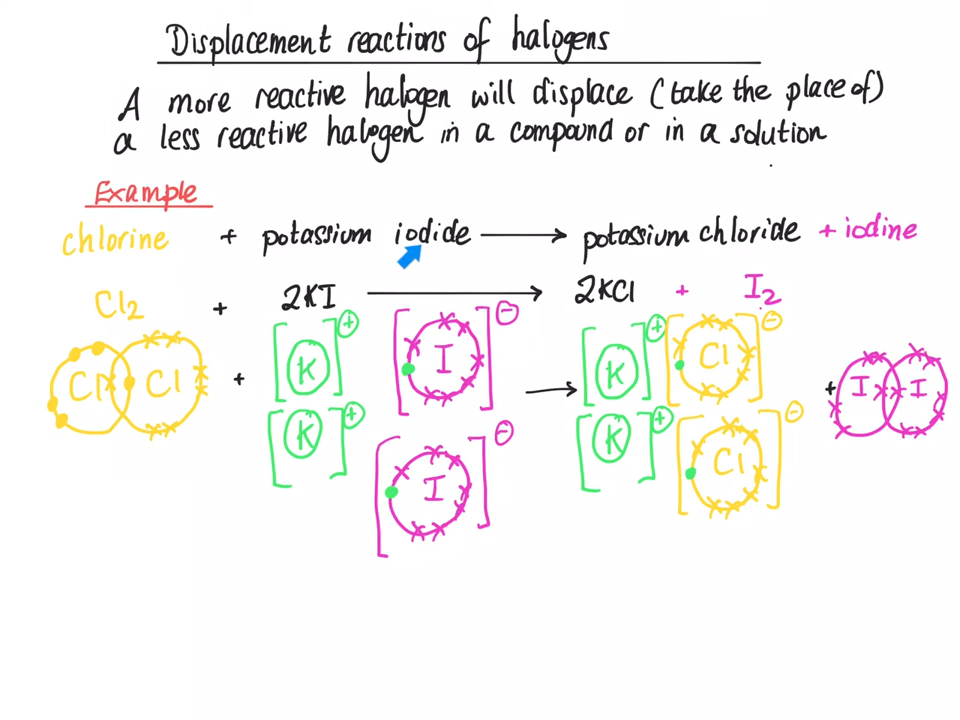 Displacement reactions of halogens
A more reactive halogen will displace (take the place of)
a less reactive halogen in a compound or in a solution
Example
chlorine + potassium iodide → potassium chloride + iodine
Cl₂ + 2KI → 2KCl + I₂
[K]⁺ [I]⁻ [K]⁺ [Cl]⁻
Cl Cl + → + I I
[K]⁺ [I]⁻ [K]⁺ [Cl]⁻